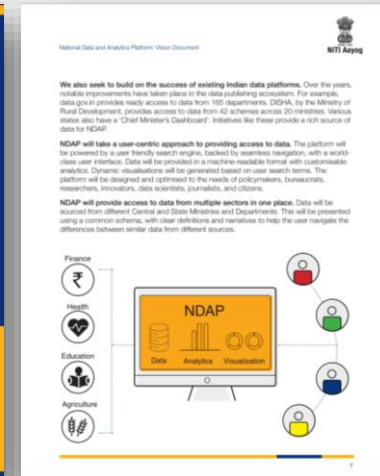 National Data and Analytics Platform: Vision Document
NITI Aayog
We also seek to build on the success of existing Indian data platforms. Over the years,
notable improvements have taken place in the data publishing ecosystem. For example,
data.gov.in provides ready access to data from 165 departments. DISHA, by the Ministry of
Rural Development, provides access to data from 42 schemes across 20 ministries. Various
states also have a 'Chief Minister's Dashboard'. Initiatives like these provide a rich source of
data for NDAP.
NDAP will take a user-centric approach to providing access to data. The platform will
be powered by a user friendly search engine, backed by seamless navigation, with a world-
class user interface. Data will be provided in a machine-readable format with customisable
analytics. Dynamic visualisations will be generated based on user search terms. The
platform will be designed and optimised to the needs of policymakers, bureaucrats,
researchers, innovators, data scientists, journalists, and citizens.
NDAP will provide access to data from multiple sectors in one place. Data will be
sourced from different Central and State Ministries and Departments. This will be presented
using a common schema, with clear definitions and narratives to help the user navigate the
differences between similar data from different sources.
Finance
₹
Health
Education
Agriculture
NDAP
Data Analytics Visualization
7